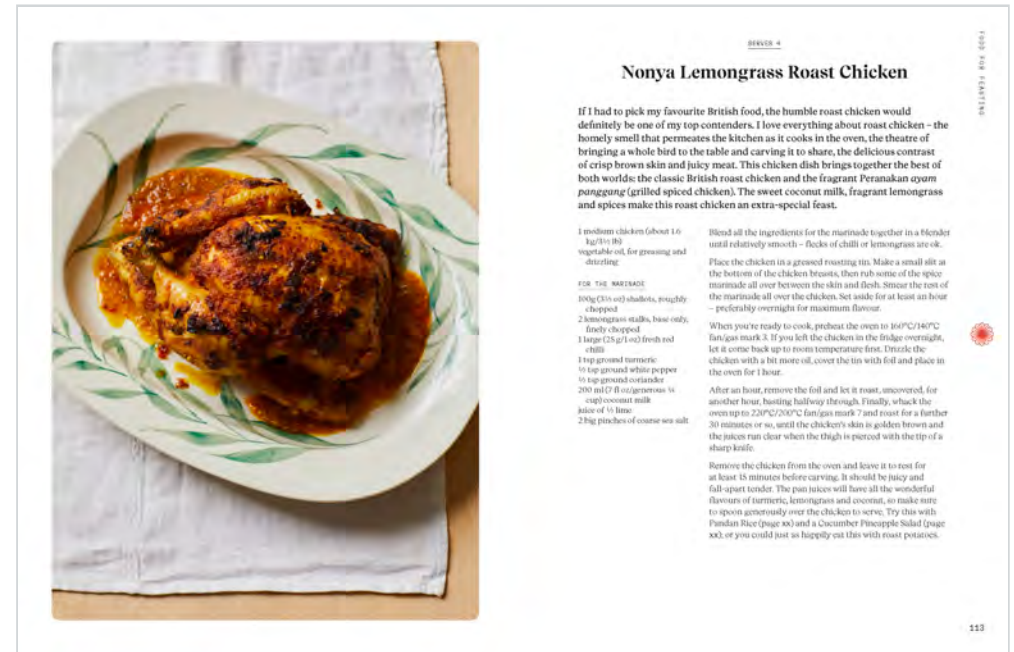 SERVES 4
Nonya Lemongrass Roast Chicken
If I had to pick my favourite British food, the humble roast chicken would
definitely be one of my top contenders. I love everything about roast chicken – the
homely smell that permeates the kitchen as it cooks in the oven, the theatre of
bringing a whole bird to the table and carving it to share, the delicious contrast
of crisp brown skin and juicy meat. This chicken dish brings together the best of
both worlds: the classic British roast chicken and the fragrant Peranakan ayam
panggang (grilled spiced chicken). The sweet coconut milk, fragrant lemongrass
and spices make this roast chicken an extra-special feast.
1 medium chicken (about 1.6
kg/3½ lb)
vegetable oil, for greasing and
drizzling
FOR THE MARINADE
100g (3½ oz) shallots, roughly
chopped
2 lemongrass stalks, base only,
finely chopped
1 large (25 g/1 oz) fresh red
chilli
1 tsp ground turmeric
½ tsp ground white pepper
½ tsp ground coriander
200 ml (7 fl oz/generous ¾
cup) coconut milk
juice of ½ lime
2 big pinches of coarse sea salt
Blend all the ingredients for the marinade together in a blender
until relatively smooth – flecks of chilli or lemongrass are ok.
Place the chicken in a greased roasting tin. Make a small slit at
the bottom of the chicken breasts, then rub some of the spice
marinade all over between the skin and flesh. Smear the rest of
the marinade all over the chicken. Set aside for at least an hour
– preferably overnight for maximum flavour.
When you're ready to cook, preheat the oven to 160°C/140°C
fan/gas mark 3. If you left the chicken in the fridge overnight,
let it come back up to room temperature first. Drizzle the
chicken with a bit more oil, cover the tin with foil and place in
the oven for 1 hour.
After an hour, remove the foil and let it roast, uncovered, for
another hour, basting halfway through. Finally, whack the
oven up to 220°C/200°C fan/gas mark 7 and roast for a further
30 minutes or so, until the chicken's skin is golden brown and
the juices run clear when the thigh is pierced with the tip of a
sharp knife.
Remove the chicken from the oven and leave it to rest for
at least 15 minutes before carving. It should be juicy and
fall-apart tender. The pan juices will have all the wonderful
flavours of turmeric, lemongrass and coconut, so make sure
to spoon generously over the chicken to serve. Try this with
Pandan Rice (page xx) and a Cucumber Pineapple Salad (page
xx); or you could just as happily eat this with roast potatoes.
FOOD FOR FEASTING
113